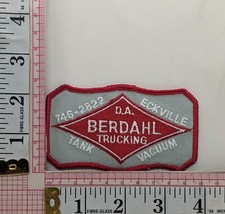 D.A.
746-2822 ECKVILLE
BERDAHL
TRUCKING
TANK VACUUM